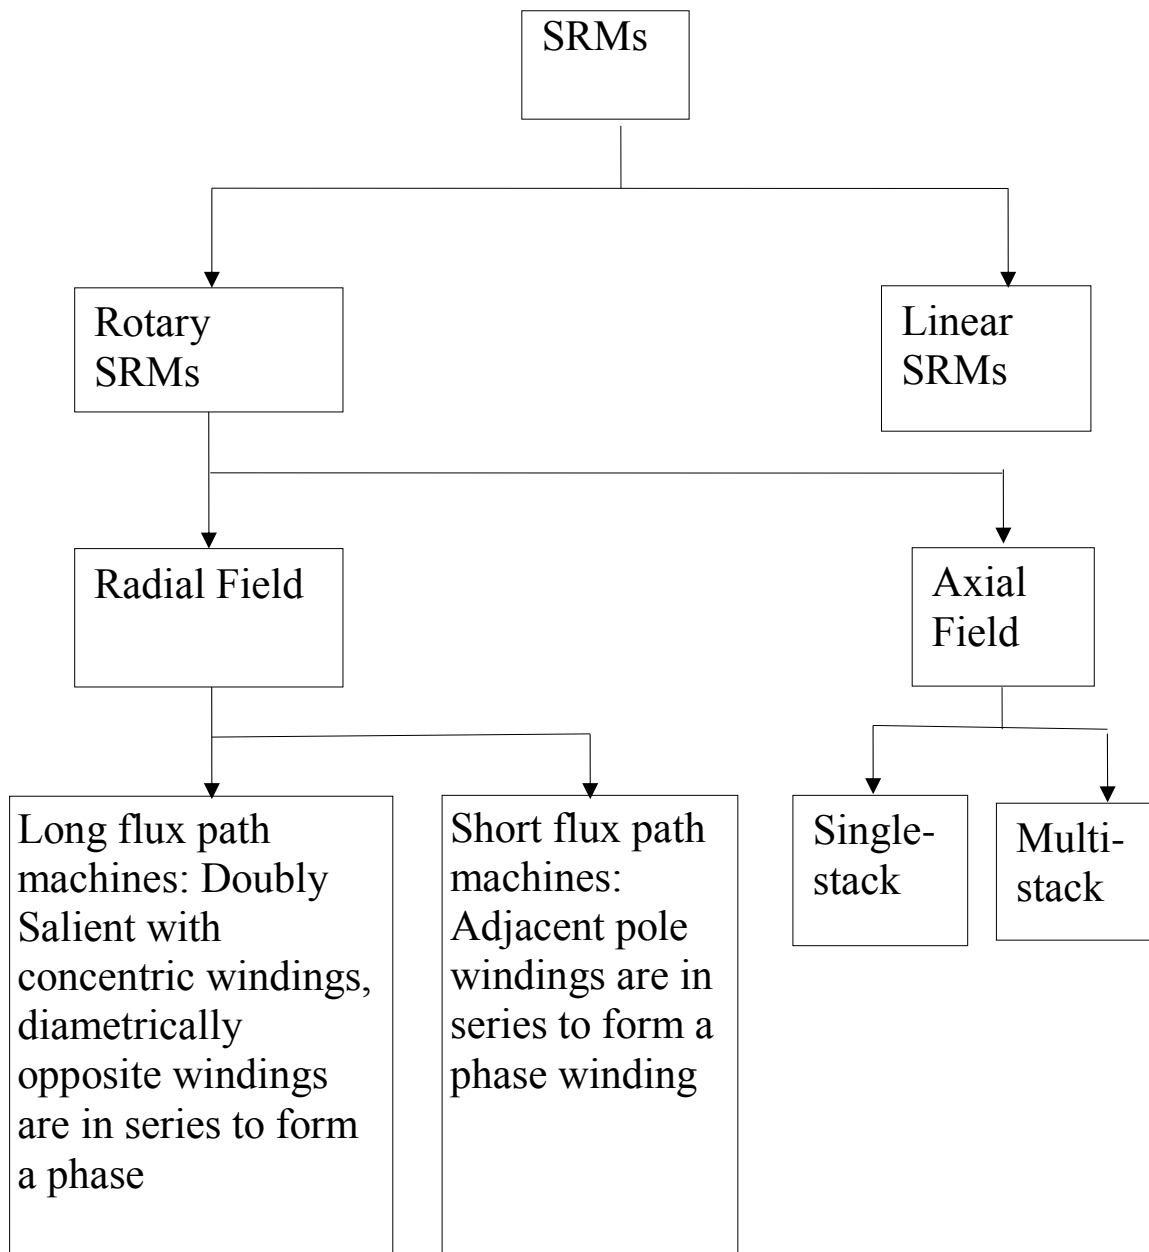 SRMs
Rotary
SRMs
Linear
SRMs
Radial Field
Axial
Field
Long flux path
machines: Doubly
Salient with
concentric windings,
diametrically
opposite windings
are in series to form
a phase
Short flux path
machines:
Adjacent pole
windings are in
series to form a
phase winding
Single-
stack
Multi-
stack